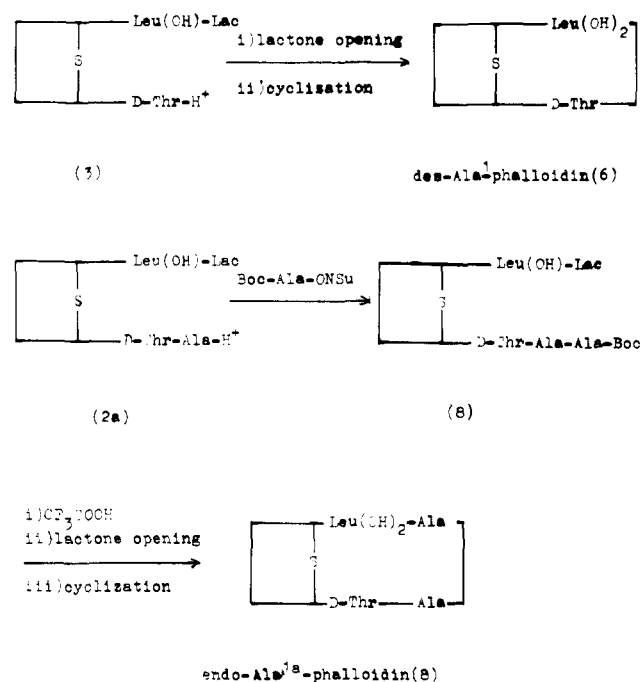 Leu(OH)-Lac
i)lactone opening
Leu(OH)2
S
ii)cyclisation
S
D-Thr-H+
D-Thr
(3)
des-Ala1-phalloidin(6)
Leu(OH)-Lac
Boc-Ala-ONSu
Leu(OH)-Lac
S
S
D-Thr-Ala-H+
D-Thr-Ala-Ala-Boc
(2a)
(8)
i)CF3COOH
ii)lactone opening
Leu(OH)2-Ala
S
iii)cyclization
D-Thr
Ala
endo-Ala1a-phalloidin(8)